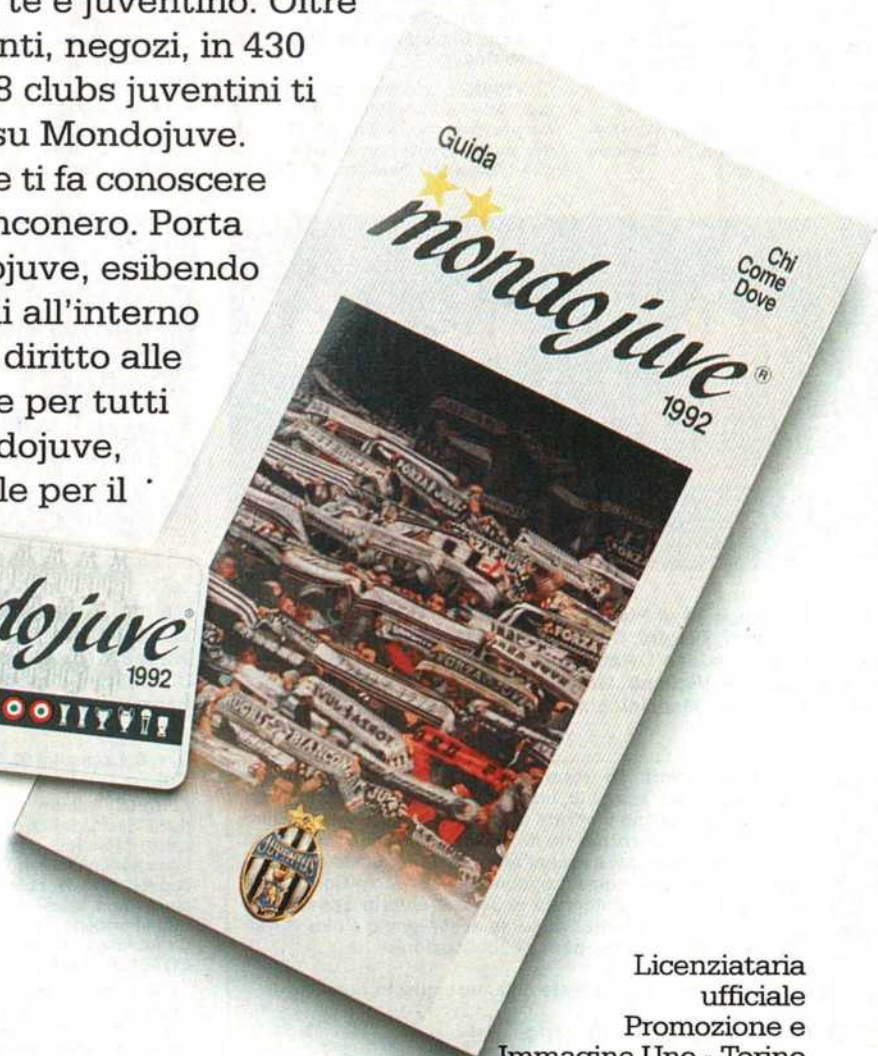 te è juventino. Oltre
nti, negozi, in 430
8 clubs juventini ti
su Mondojuve.
e ti fa conoscere
nconero. Porta
ojuve, esibendo
i all'interno
diritto alle
e per tutti
dojuve,
le per il
Guida
mondojuve®
1992
Chi
Come
Dove
dojuve®
1992
JUVENTUS
Licenziataria
ufficiale
Promozione e
Immagine Uno - Torino